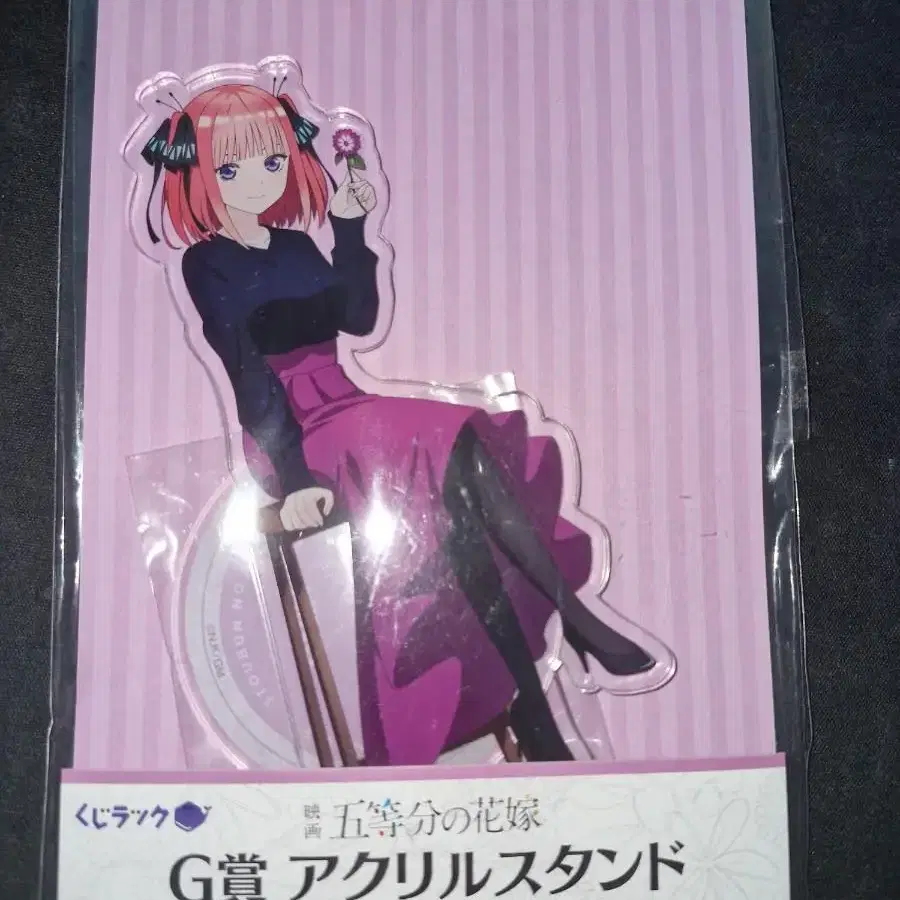 くじラック
映画 五等分の花嫁
G賞 アクリルスタンド